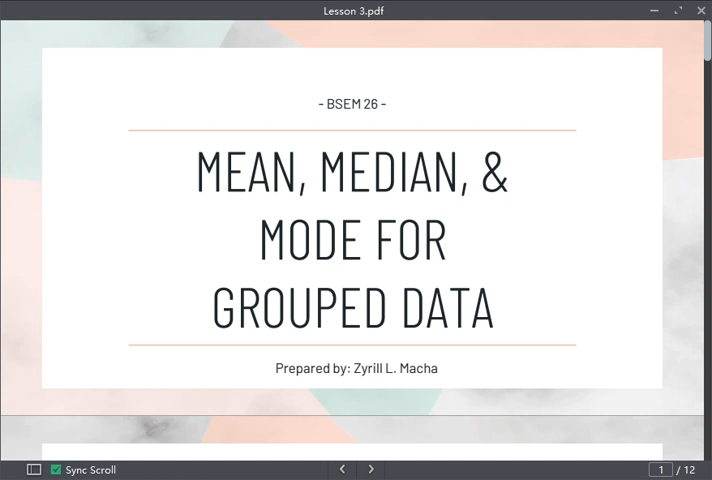 Lesson 3.pdf
- BSEM 26 -
MEAN, MEDIAN, &
MODE FOR
GROUPED DATA
Prepared by: Zyrill L. Macha
Sync Scroll
1 / 12